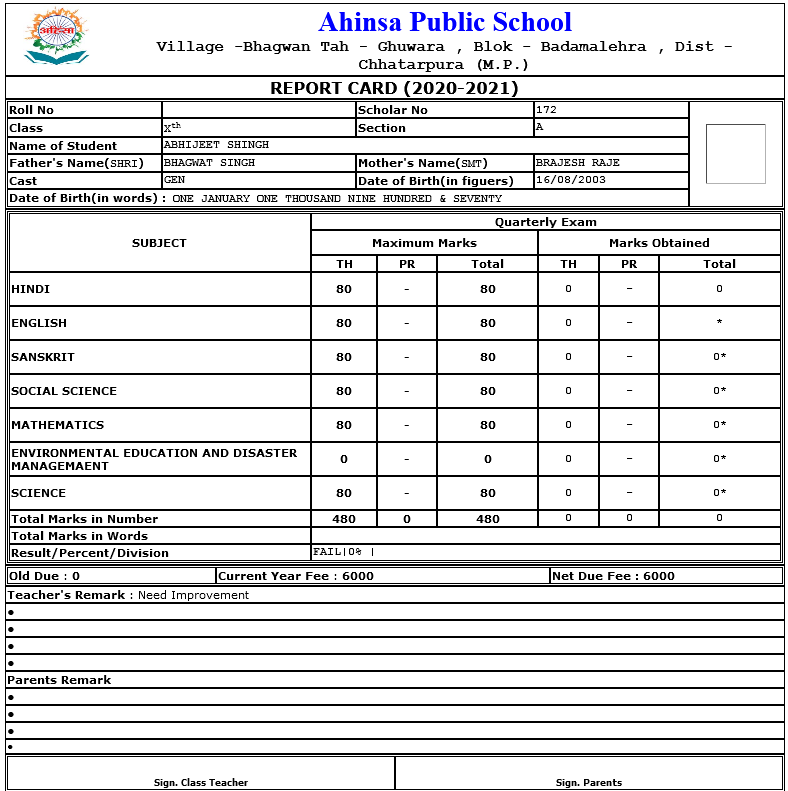 अहिंसा
Ahinsa Public School
Village -Bhagwan Tah - Ghuwara , Blok - Badamalehra , Dist -
Chhatarpura (M.P.)
REPORT CARD (2020-2021)
Roll No Scholar No 172
Class Xth Section A
Name of Student ABHIJEET SHINGH
Father's Name(SHRI) BHAGWAT SINGH Mother's Name(SMT) BRAJESH RAJE
Cast GEN Date of Birth(in figuers) 16/08/2003
Date of Birth(in words) : ONE JANUARY ONE THOUSAND NINE HUNDRED & SEVENTY
Quarterly Exam
SUBJECT Maximum Marks Marks Obtained
TH PR Total TH PR Total
HINDI 80 - 80 0 - 0
ENGLISH 80 - 80 0 - *
SANSKRIT 80 - 80 0 - 0*
SOCIAL SCIENCE 80 - 80 0 - 0*
MATHEMATICS 80 - 80 0 - 0*
ENVIRONMENTAL EDUCATION AND DISASTER
MANAGEMAENT 0 - 0 0 - 0*
SCIENCE 80 - 80 0 - 0*
Total Marks in Number 480 0 480 0 0 0
Total Marks in Words
Result/Percent/Division FAIL|0% |
Old Due : 0 Current Year Fee : 6000 Net Due Fee : 6000
Teacher's Remark : Need Improvement
•
•
•
•
Parents Remark
•
•
•
•
Sign. Class Teacher Sign. Parents